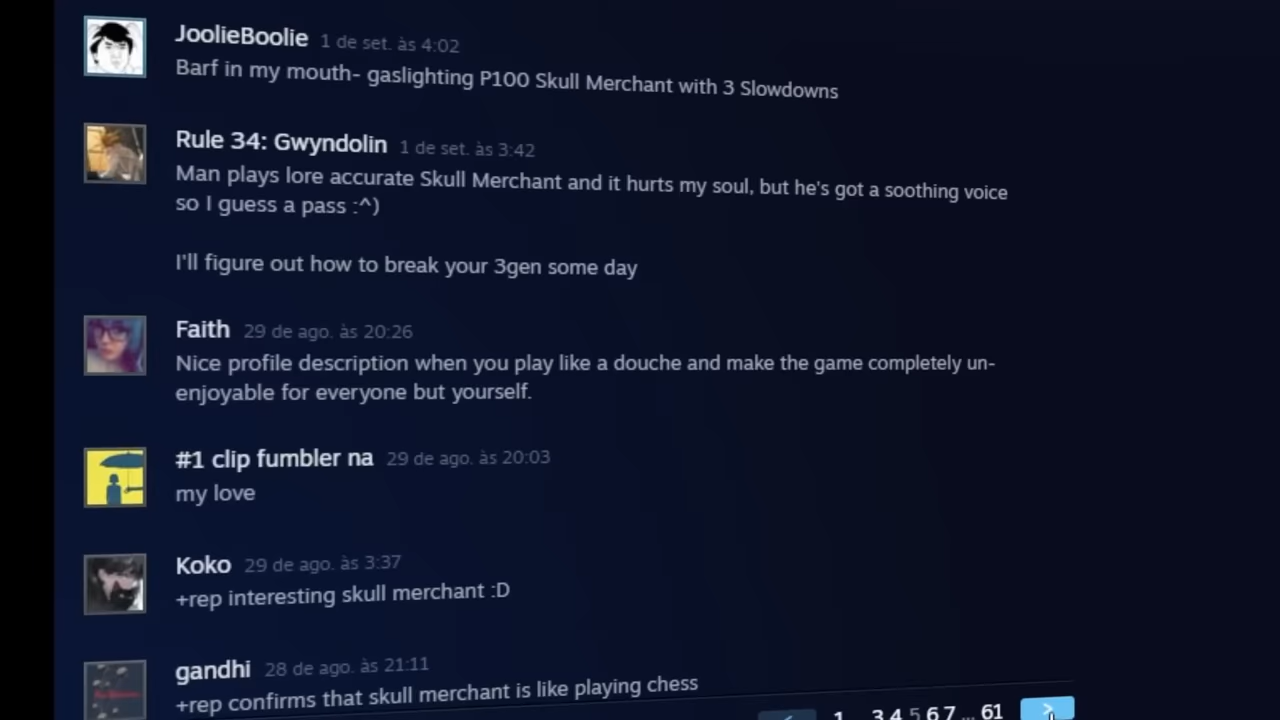 JoolieBoolie 1 de set. às 4:02
Barf in my mouth- gaslighting P100 Skull Merchant with 3 Slowdowns
Rule 34: Gwyndolin 1 de set. às 3:42
Man plays lore accurate Skull Merchant and it hurts my soul, but he's got a soothing voice
so I guess a pass :^)
I'll figure out how to break your 3gen some day
Faith 29 de ago. às 20:26
Nice profile description when you play like a douche and make the game completely un-
enjoyable for everyone but yourself.
#1 clip fumbler na 29 de ago. às 20:03
my love
Koko 29 de ago. às 3:37
+rep interesting skull merchant :D
gandhi 28 de ago. às 21:11
+rep confirms that skull merchant is like playing chess
< 1 ... 3 4 5 6 7 ... 61 >